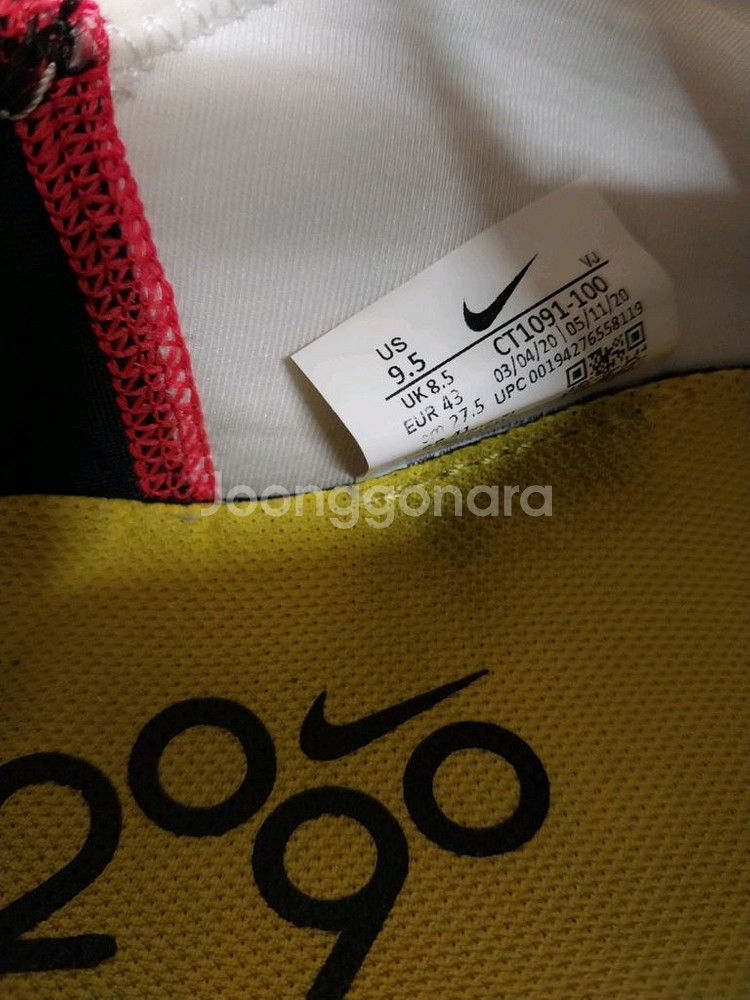 VJ
US
9.5
CT1091-100
UK 8.5
03/04/20 05/11/20
EUR 43
UPC 00194276558119
cm 27.5
Joonggonara
2090